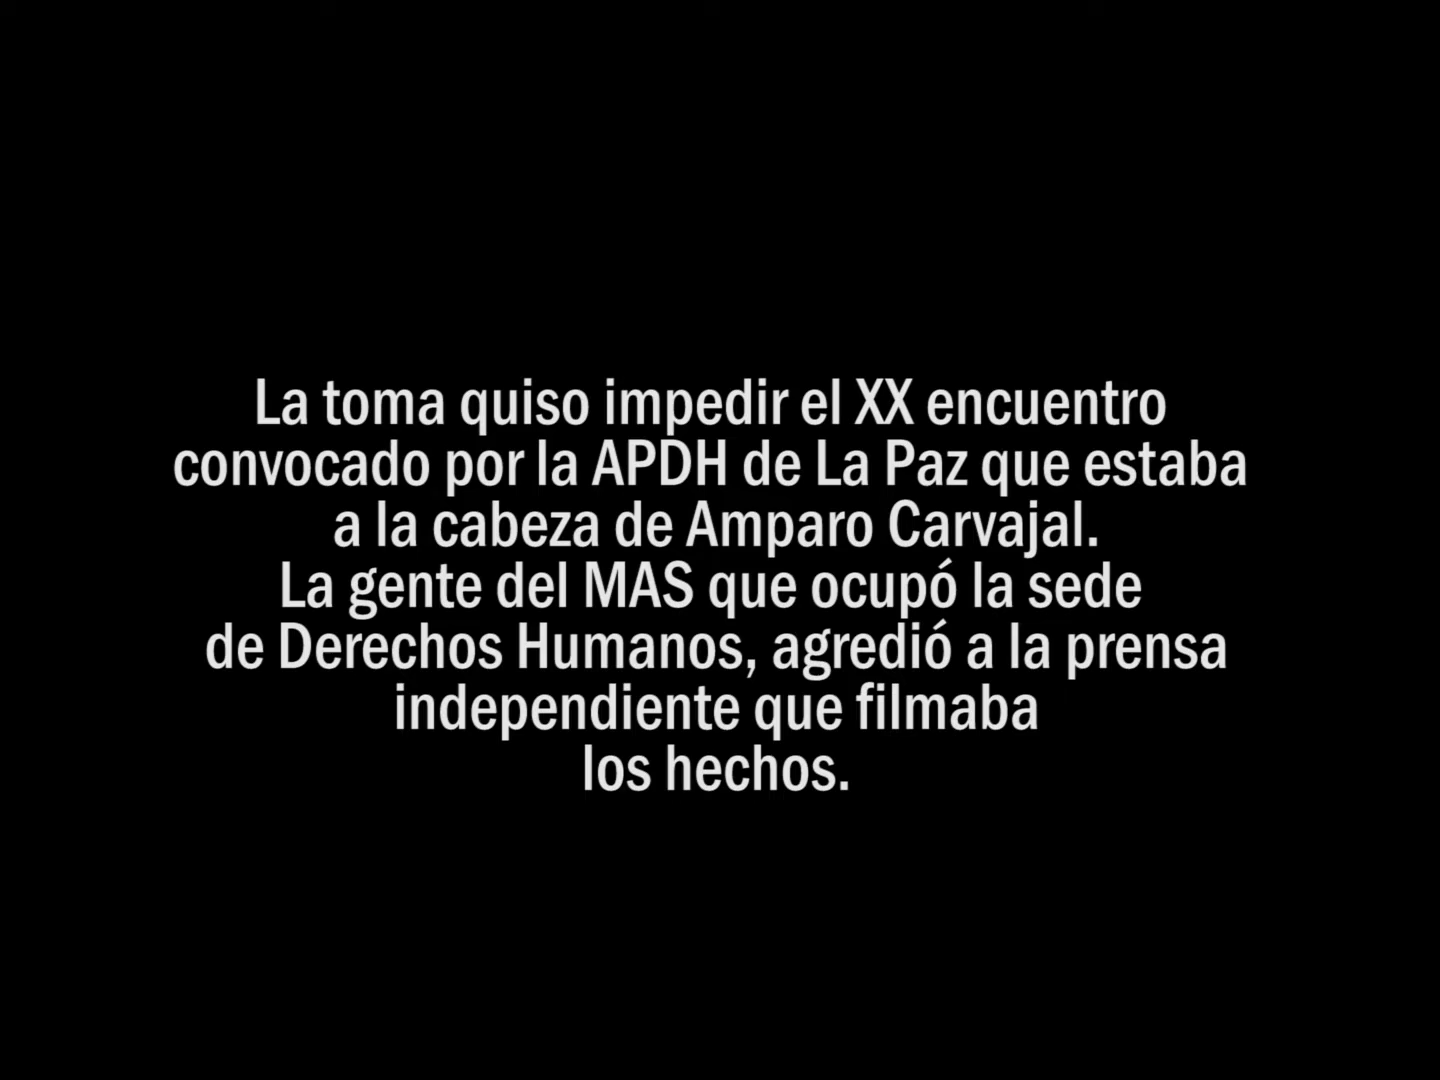 La toma quiso impedir el XX encuentro
convocado por la APDH de La Paz que estaba
a la cabeza de Amparo Carvajal.
La gente del MAS que ocupó la sede
de Derechos Humanos, agredió a la prensa
independiente que filmaba
los hechos.